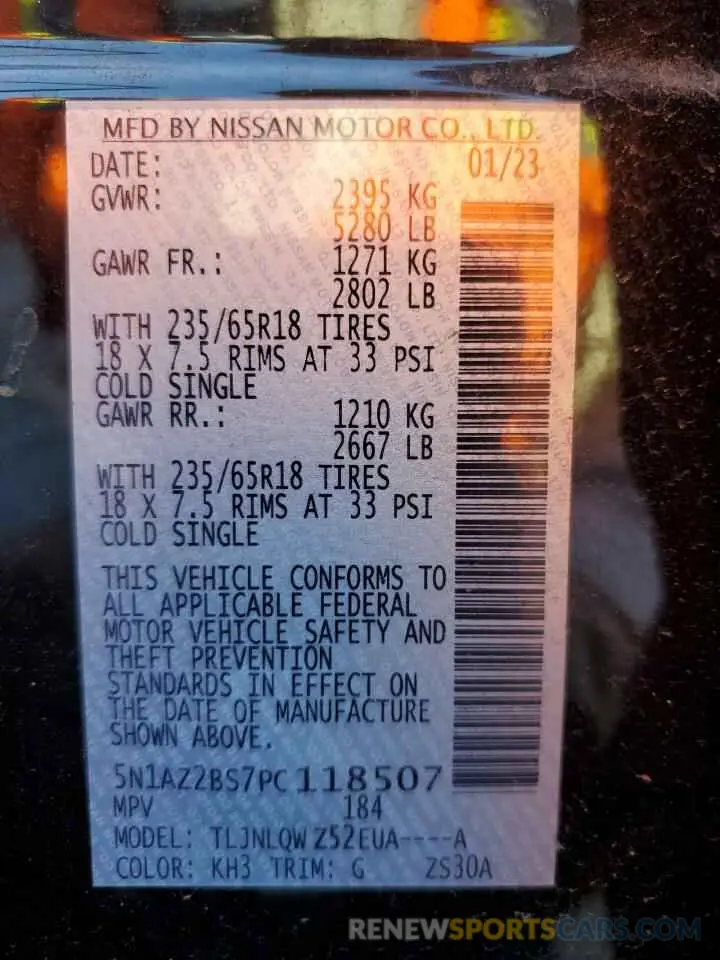 MFD BY NISSAN MOTOR CO., LTD.
DATE: 01/23
GVWR: 2395 KG
5280 LB
GAWR FR.: 1271 KG
2802 LB
WITH 235/65R18 TIRES
18 X 7.5 RIMS AT 33 PSI
COLD SINGLE
GAWR RR.: 1210 KG
2667 LB
WITH 235/65R18 TIRES
18 X 7.5 RIMS AT 33 PSI
COLD SINGLE
THIS VEHICLE CONFORMS TO
ALL APPLICABLE FEDERAL
MOTOR VEHICLE SAFETY AND
THEFT PREVENTION
STANDARDS IN EFFECT ON
THE DATE OF MANUFACTURE
SHOWN ABOVE.
5N1AZ2BS7PC118507
MPV 184
MODEL: TLJNLQW Z52EUA----A
COLOR: KH3 TRIM: G ZS30A
RENEWSPORTSCARS.COM